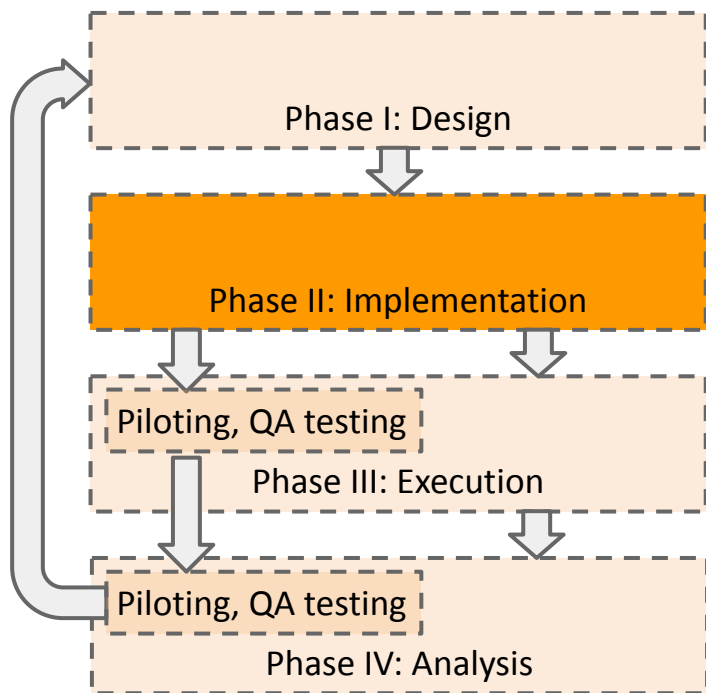 Phase I: Design
Phase II: Implementation
Piloting, QA testing
Phase III: Execution
Piloting, QA testing
Phase IV: Analysis